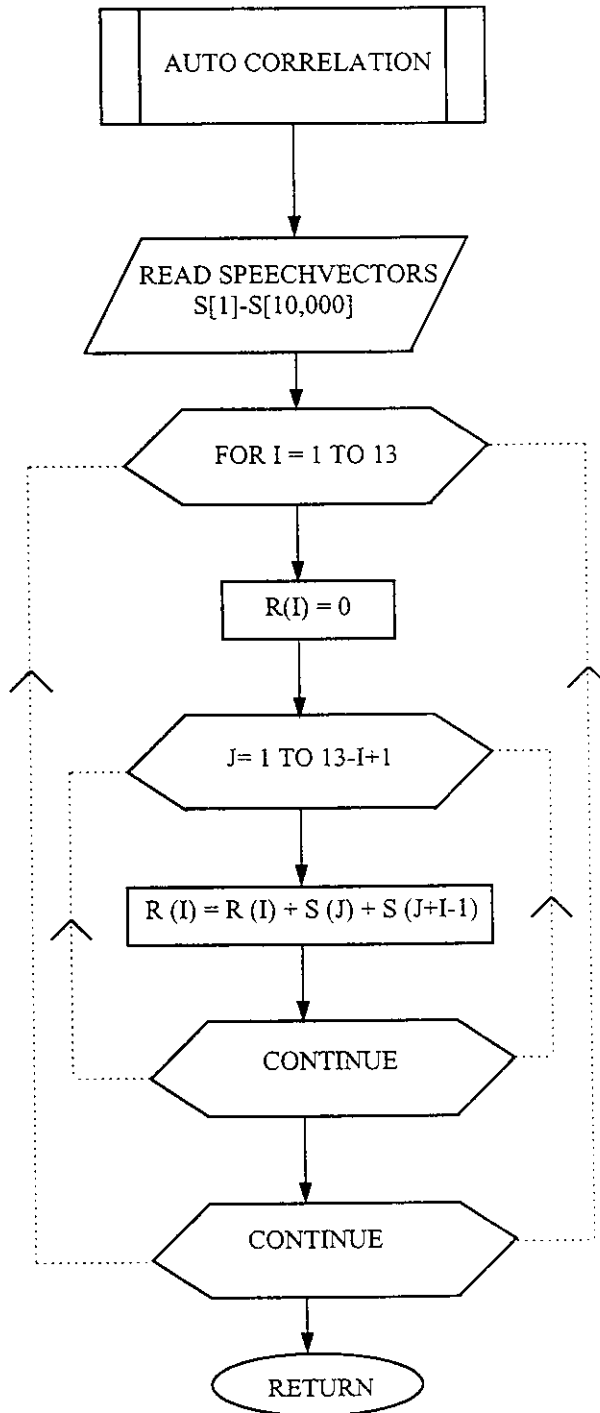 AUTO CORRELATION
READ SPEECHVECTORS
S[1]-S[10,000]
FOR I = 1 TO 13
R(I) = 0
J= 1 TO 13-I+1
R (I) = R (I) + S (J) + S (J+I-1)
CONTINUE
CONTINUE
RETURN